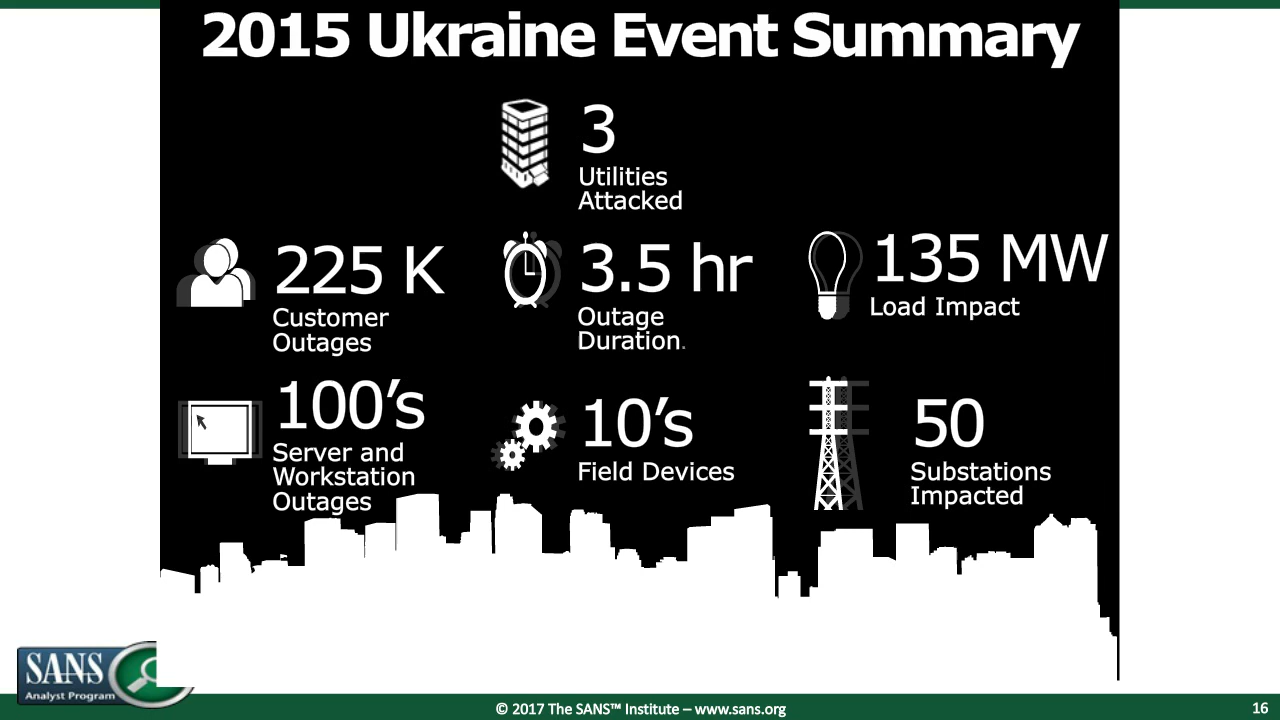 2015 Ukraine Event Summary
3
Utilities
Attacked
225 K
Customer
Outages
3.5 hr
Outage
Duration.
135 MW
Load Impact
100’s
Server and
Workstation
Outages
10’s
Field Devices
50
Substations
Impacted
SANS
Analyst Program
© 2017 The SANS™ Institute – www.sans.org
16